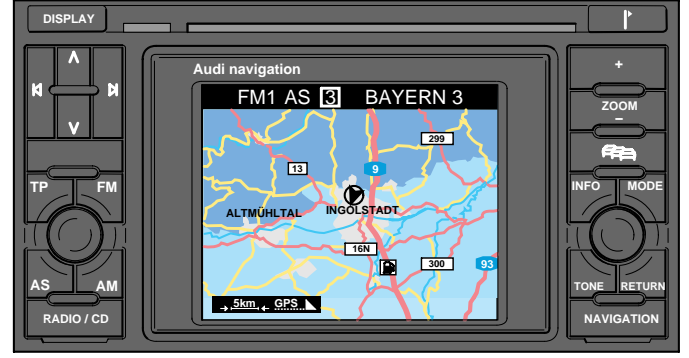 DISPLAY
Audi navigation
FM1 AS 3 BAYERN 3
+
ZOOM
–
299
13
9
TP FM
INFO MODE
ALTMÜHLTAL
INGOLSTADT
16N
300
93
AS AM
TONE RETURN
5km GPS
RADIO / CD
NAVIGATION